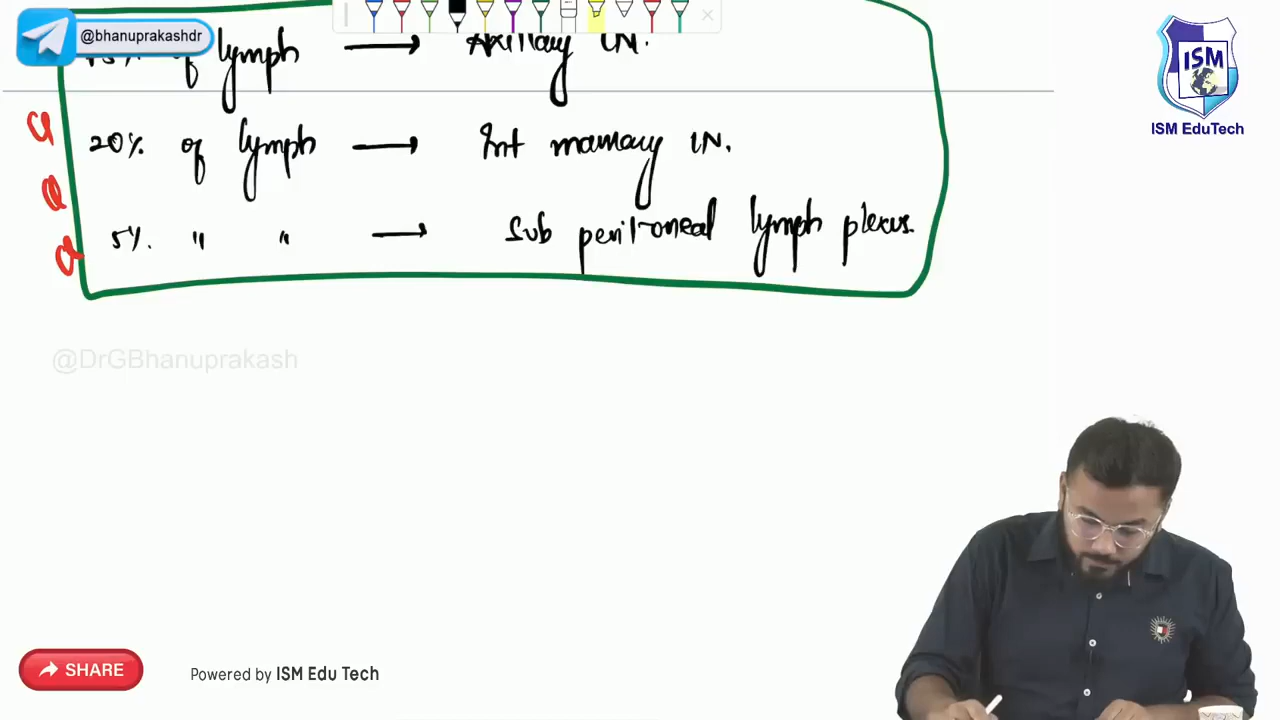 @bhanuprakashdr
of lymph → Axillary LN.
20% of lymph → Int mamary LN.
5% " " → Sub peritoneal lymph plexus.
@DrGBhanuprakash
ISM
ISM EduTech
SHARE
Powered by ISM Edu Tech